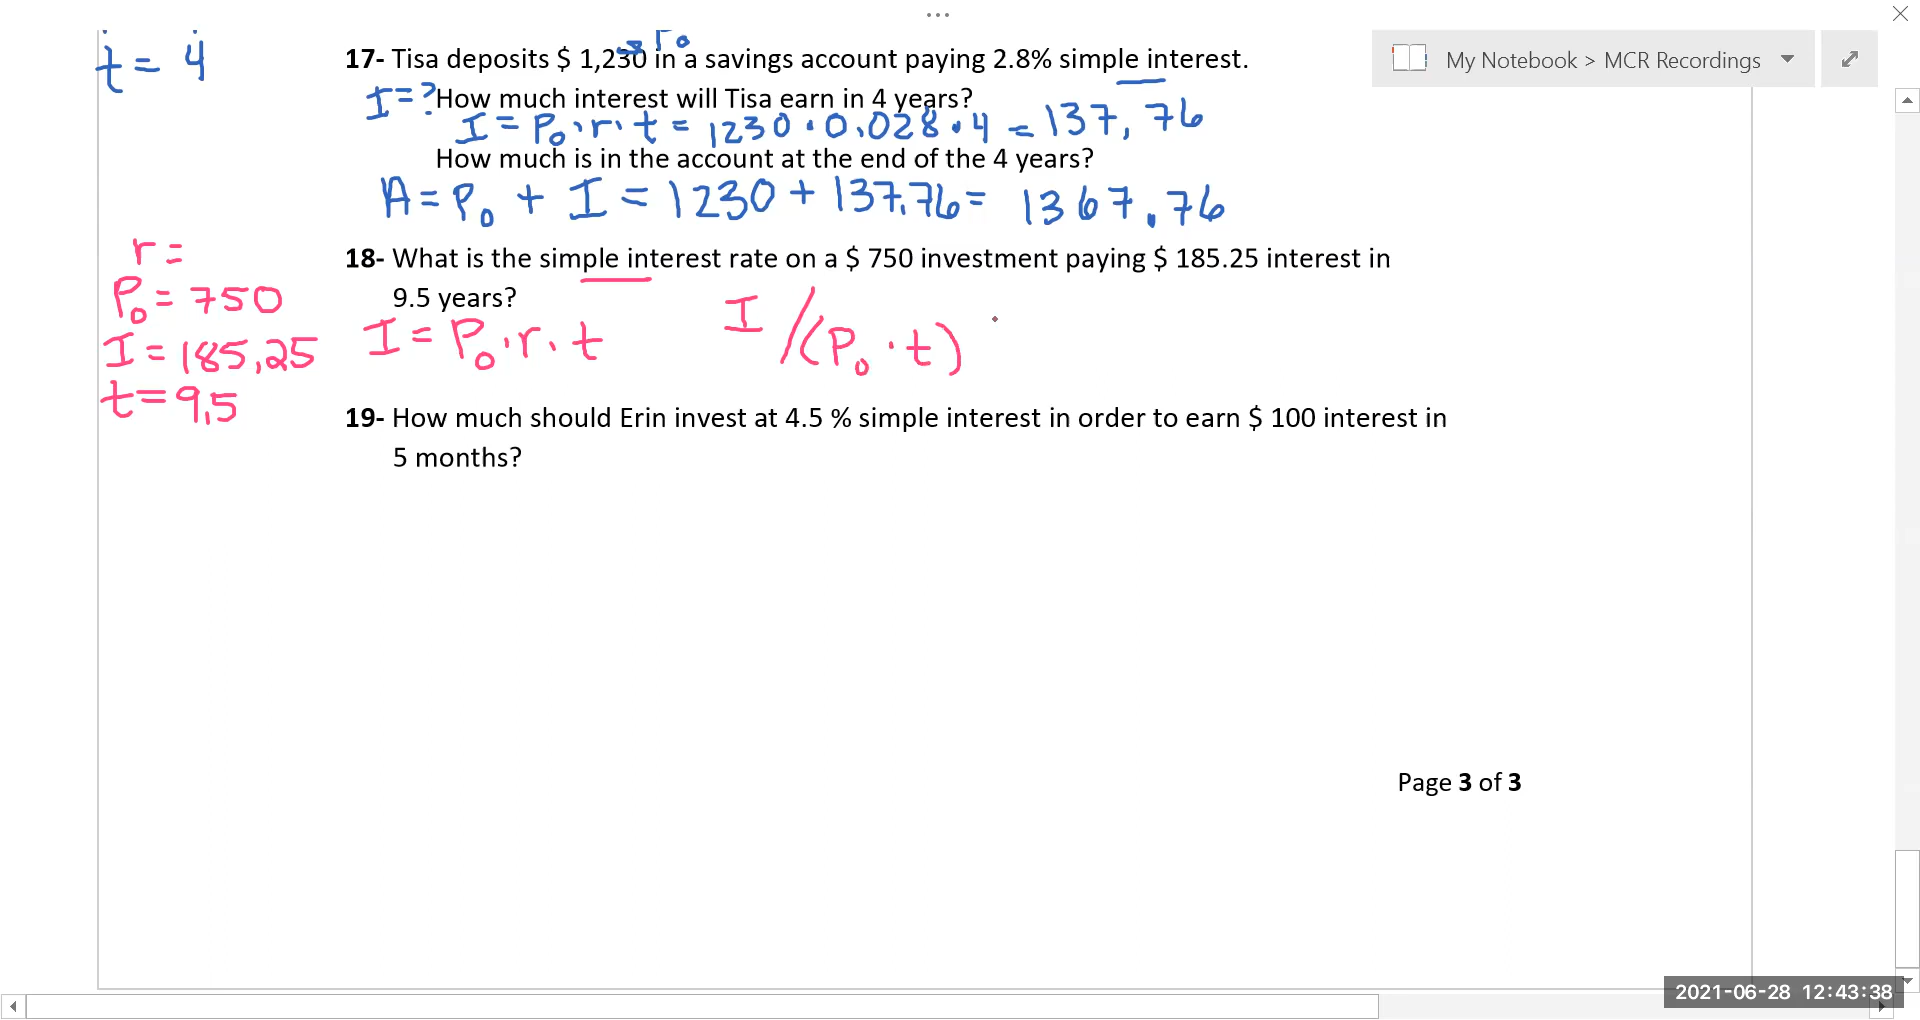 t = 4
17- Tisa deposits $ 1,230 in a savings account paying 2.8% simple interest.
My Notebook > MCR Recordings
I = ? How much interest will Tisa earn in 4 years?
I = P₀ . r . t = 1230 . 0.028 . 4 = 137,76
How much is in the account at the end of the 4 years?
A = P₀ + I = 1230 + 137.76 = 1367.76
r =
18- What is the simple interest rate on a $ 750 investment paying $ 185.25 interest in
P₀ = 750
9.5 years?
I = 185,25
I = P₀ . r . t
I / (P₀ . t)
t = 9,5
19- How much should Erin invest at 4.5 % simple interest in order to earn $ 100 interest in
5 months?
Page 3 of 3
2021-06-28 12:43:38